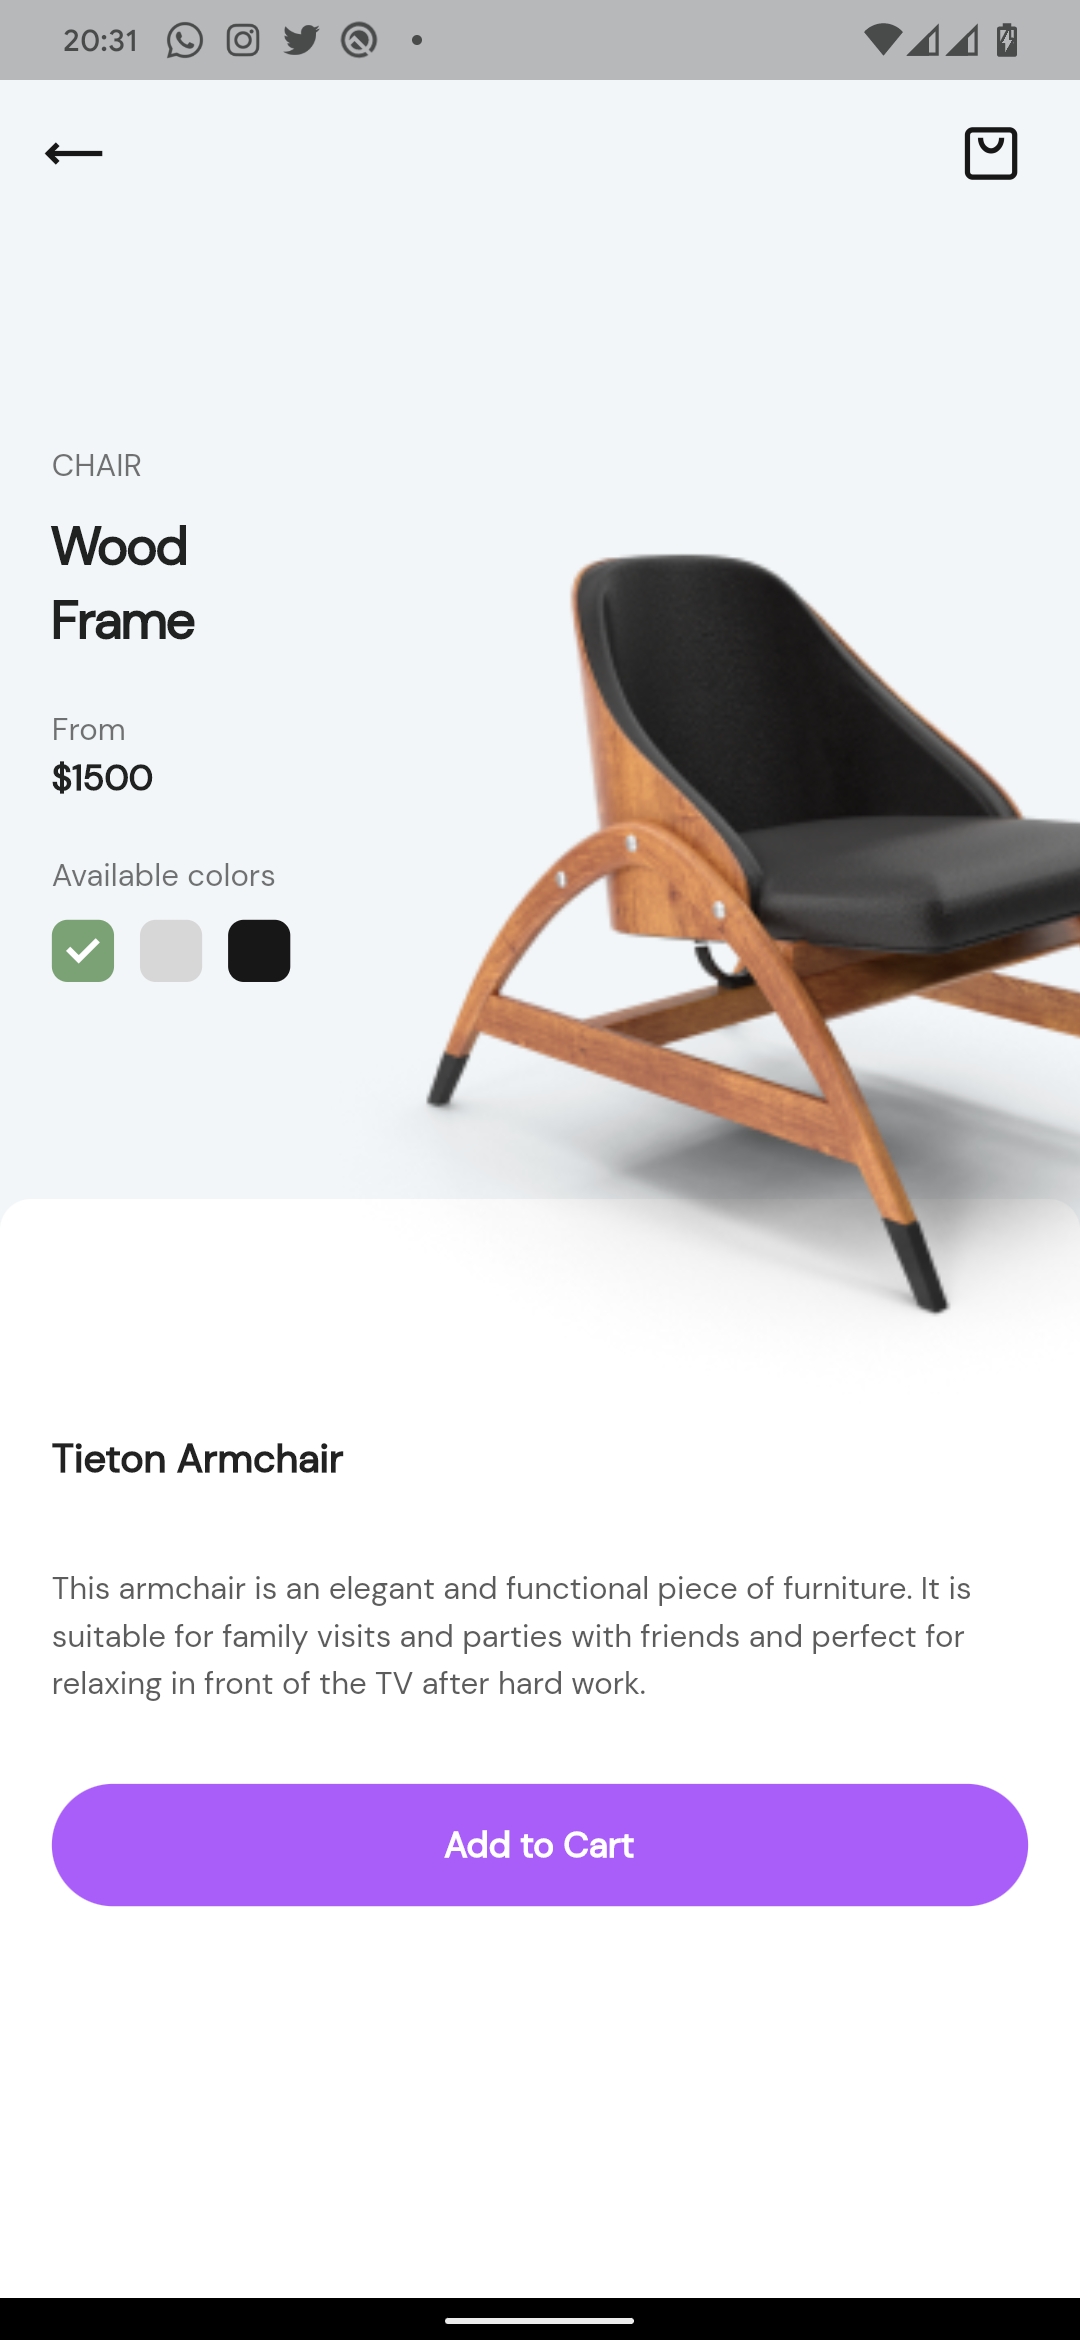 20:31
CHAIR
Wood
Frame
From
$1500
Available colors
Tieton Armchair
This armchair is an elegant and functional piece of furniture. It is
suitable for family visits and parties with friends and perfect for
relaxing in front of the TV after hard work.
Add to Cart